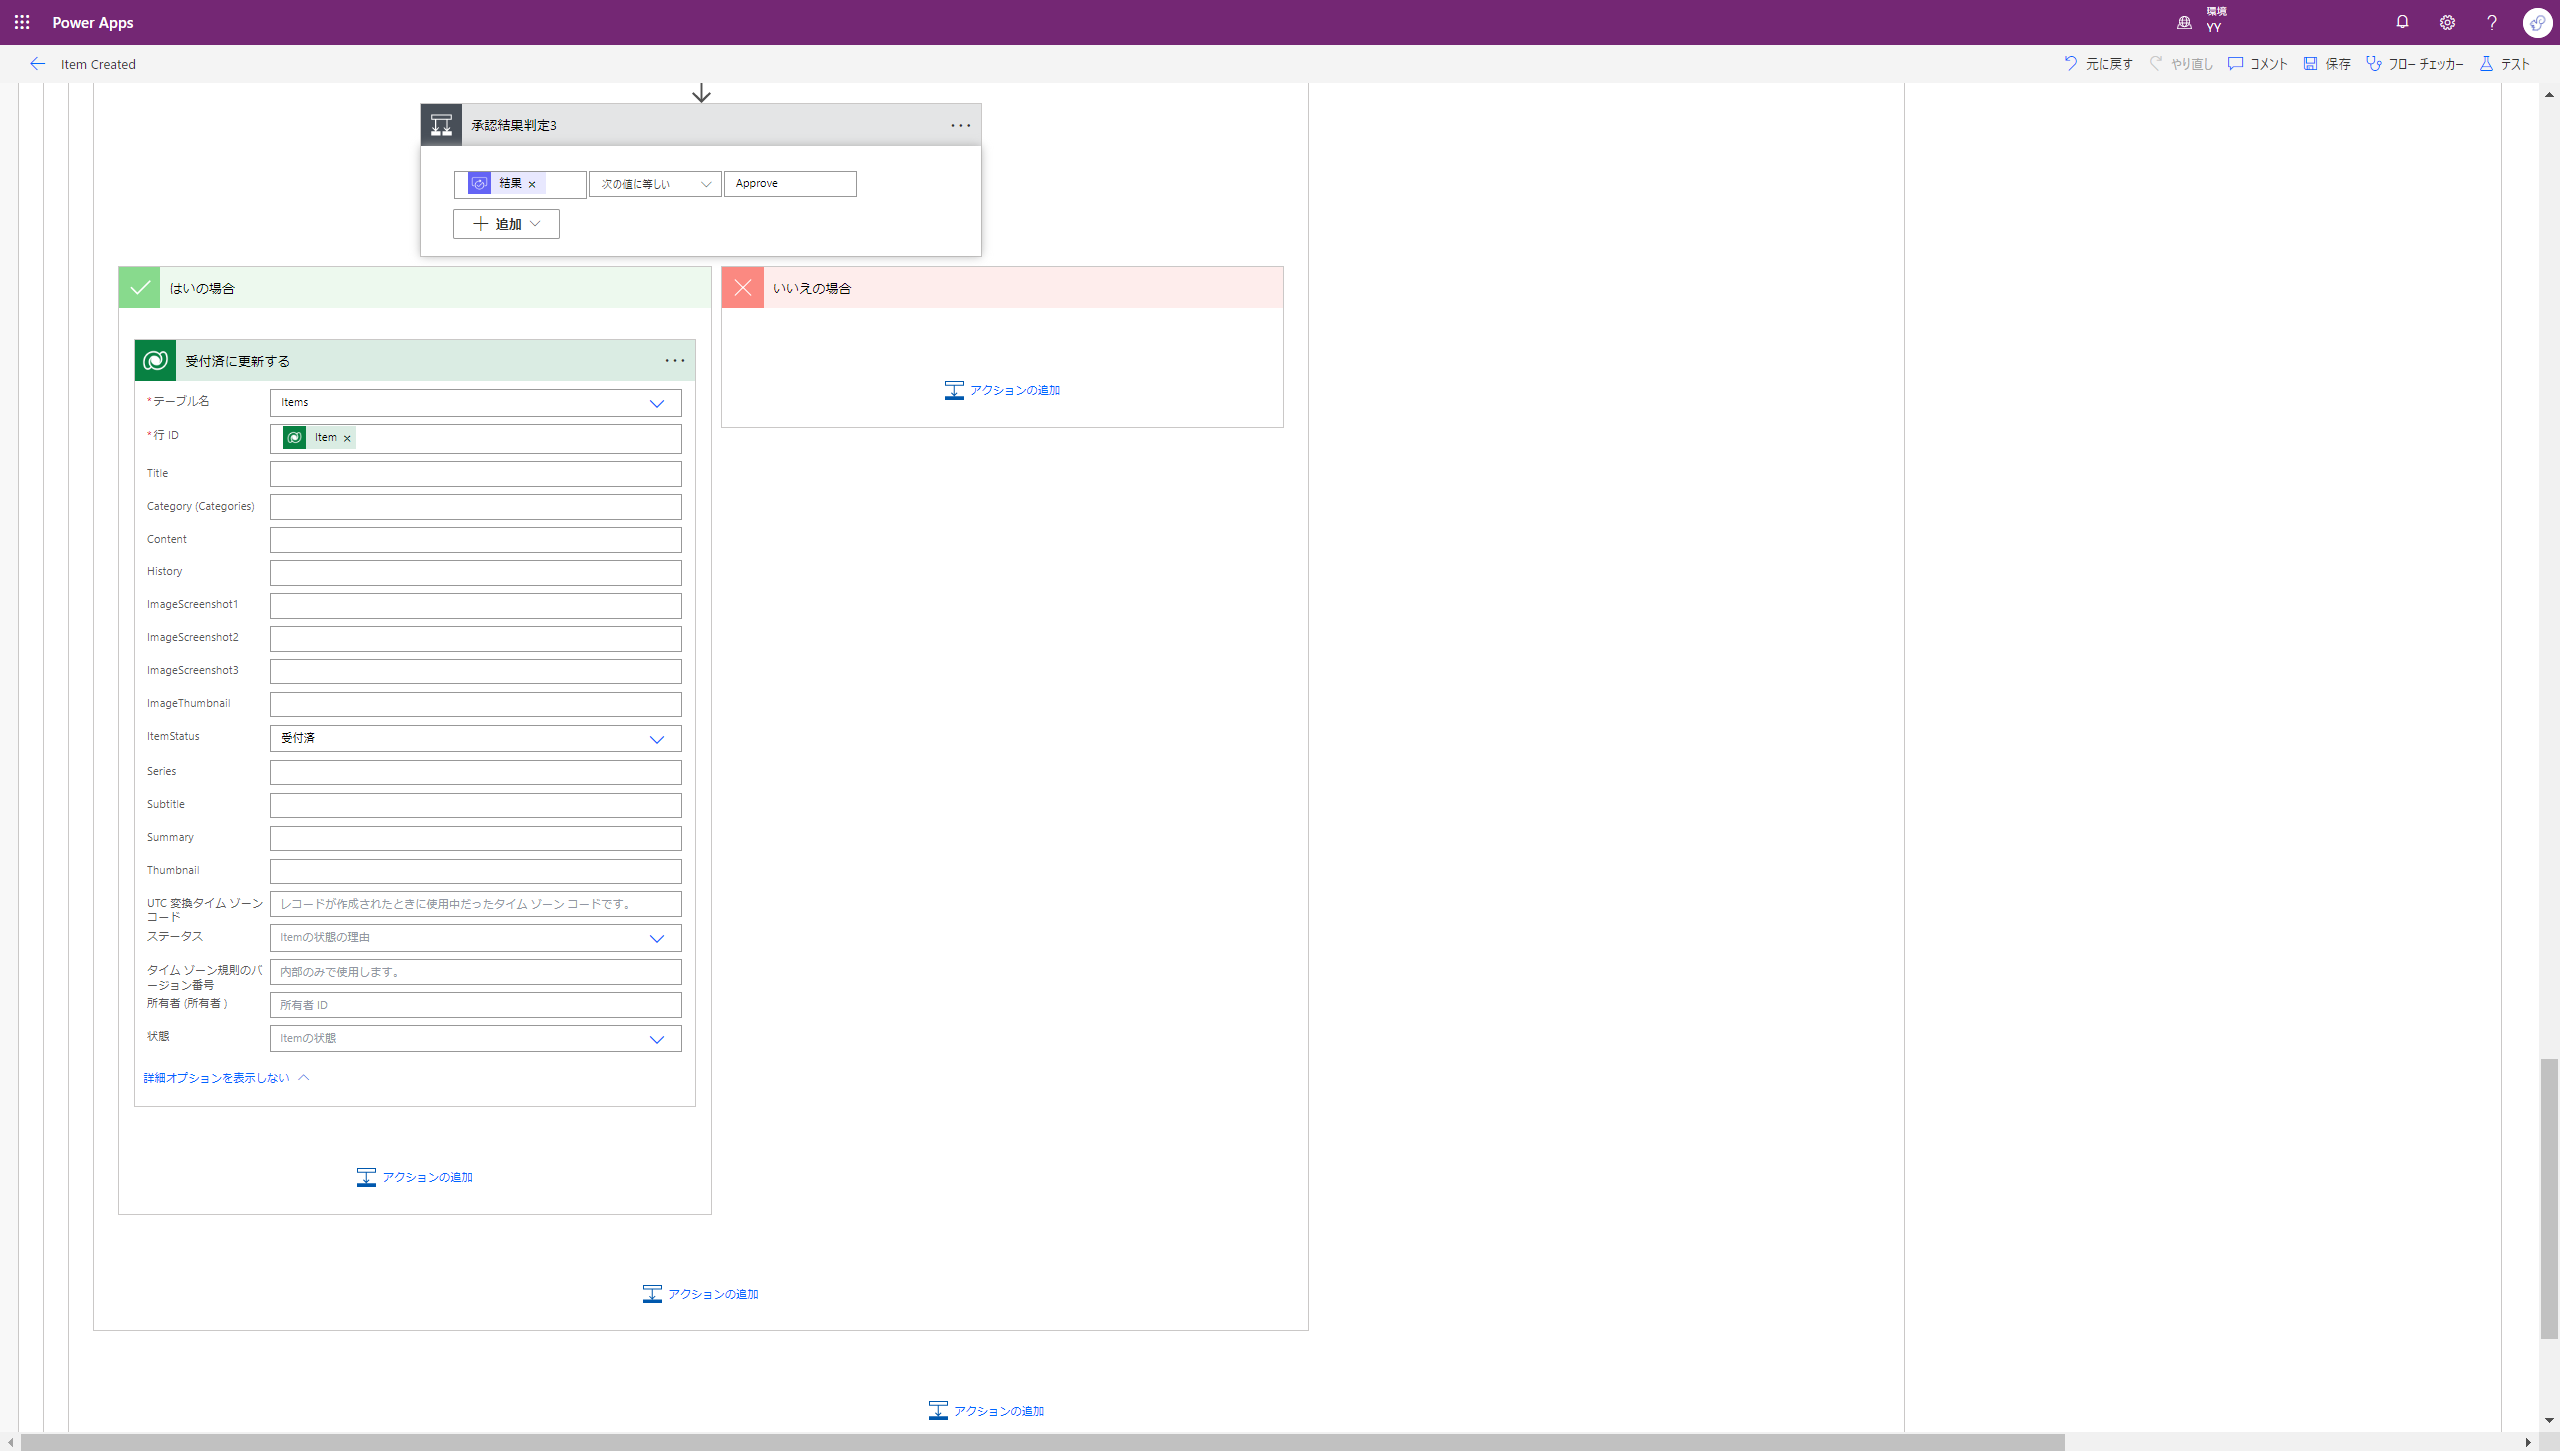 Power Apps
環境
YY
Item Created
元に戻す
やり直し
コメント
保存
フロー チェッカー
テスト
承認結果判定3
結果
次の値に等しい
Approve
追加
はいの場合
いいえの場合
受付済に更新する
アクションの追加
*テーブル名
Items
*行 ID
Item
Title
Category (Categories)
Content
History
ImageScreenshot1
ImageScreenshot2
ImageScreenshot3
ImageThumbnail
ItemStatus
受付済
Series
Subtitle
Summary
Thumbnail
UTC 変換タイム ゾーン
コード
レコードが作成されたときに使用中だったタイム ゾーン コードです。
ステータス
Itemの状態の理由
タイム ゾーン規則のバ
ージョン番号
内部のみで使用します。
所有者 (所有者 )
所有者 ID
状態
Itemの状態
詳細オプションを表示しない
アクションの追加
アクションの追加
アクションの追加